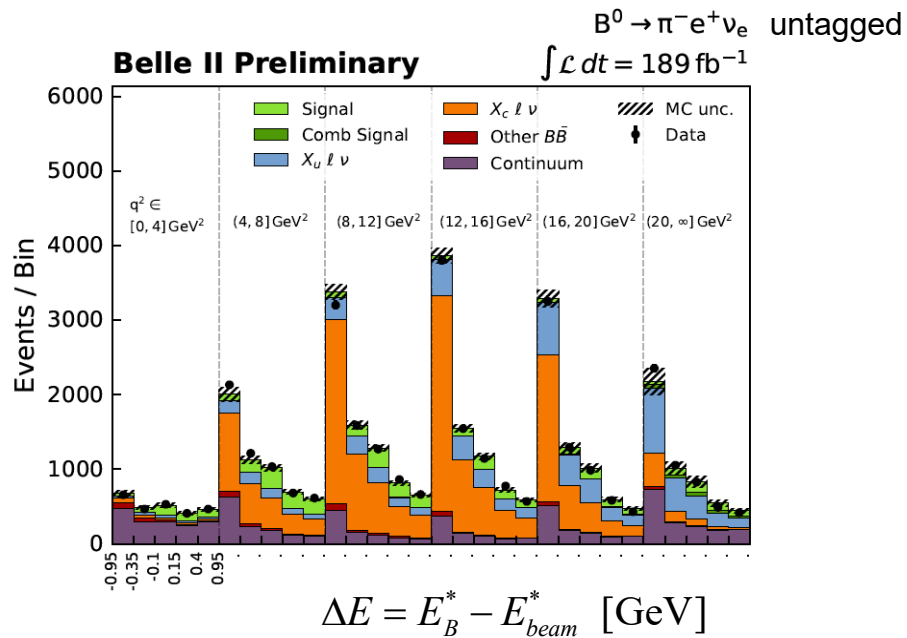 B⁰ → π⁻e⁺νₑ untagged
Belle II Preliminary
∫ℒ dt = 189 fb⁻¹
6000
5000
4000
3000
2000
1000
0
Events / Bin
Signal
Comb Signal
X_u ℓ ν
X_c ℓ ν
Other BB̄
Continuum
MC unc.
Data
q² ∈
[0, 4] GeV²
(4, 8] GeV²
(8, 12] GeV²
(12, 16] GeV²
(16, 20] GeV²
(20, ∞] GeV²
-0.95
-0.35
-0.1
0.15
0.4
0.95
ΔE = E*_B − E*_beam [GeV]